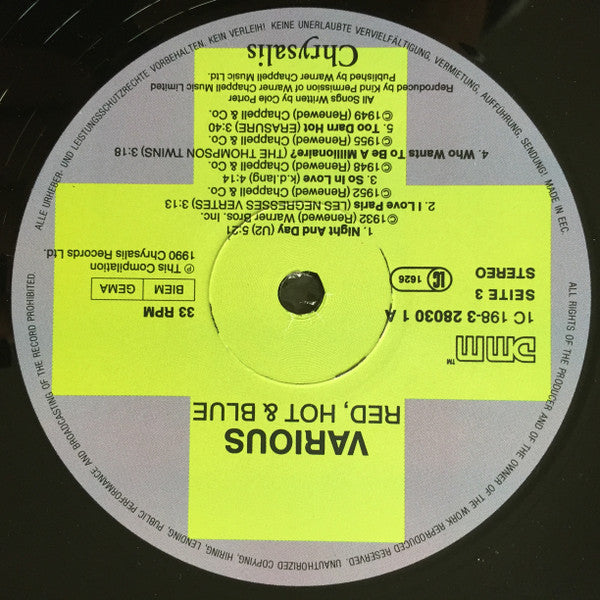 VARIOUS
RED, HOT & BLUE
DMM™
1C 198-3 28030 1 A
SEITE 3
STEREO
LC 1626
33 RPM
BIEM GEMA
℗ This Compilation
1990 Chrysalis Records Ltd.
1. Night And Day (U2) 5:21
©1932 (Renewed) Warner Bros. Inc.
2. I Love Paris (LES NEGRESSES VERTES) 3:13
©1952 (Renewed) Chappell & Co.
3. So In Love (k.d.lang) 4:14
©1948 (Renewed) Chappell & Co.
4. Who Wants To Be A Millionaire? (THE THOMPSON TWINS) 3:18
©1955 (Renewed) Chappell & Co.
5. Too Darn Hot (ERASURE) 3:40
©1949 (Renewed) Chappell & Co.
All Songs Written by Cole Porter
Reproduced by Kind Permission of Warner Chappell Music Limited
Published by Warner Chappell Music Ltd.
Chrysalis
ALL RIGHTS OF THE PRODUCER AND OF THE OWNER OF THE WORK REPRODUCED RESERVED. UNAUTHORIZED COPYING, HIRING, LENDING, PUBLIC PERFORMANCE AND BROADCASTING OF THE RECORD PROHIBITED.
ALLE URHEBER- UND LEISTUNGSSCHUTZRECHTE VORBEHALTEN. KEIN VERLEIH! KEINE UNERLAUBTE VERVIELFÄLTIGUNG, VERMIETUNG, AUFFÜHRUNG, SENDUNG! MADE IN EEC.